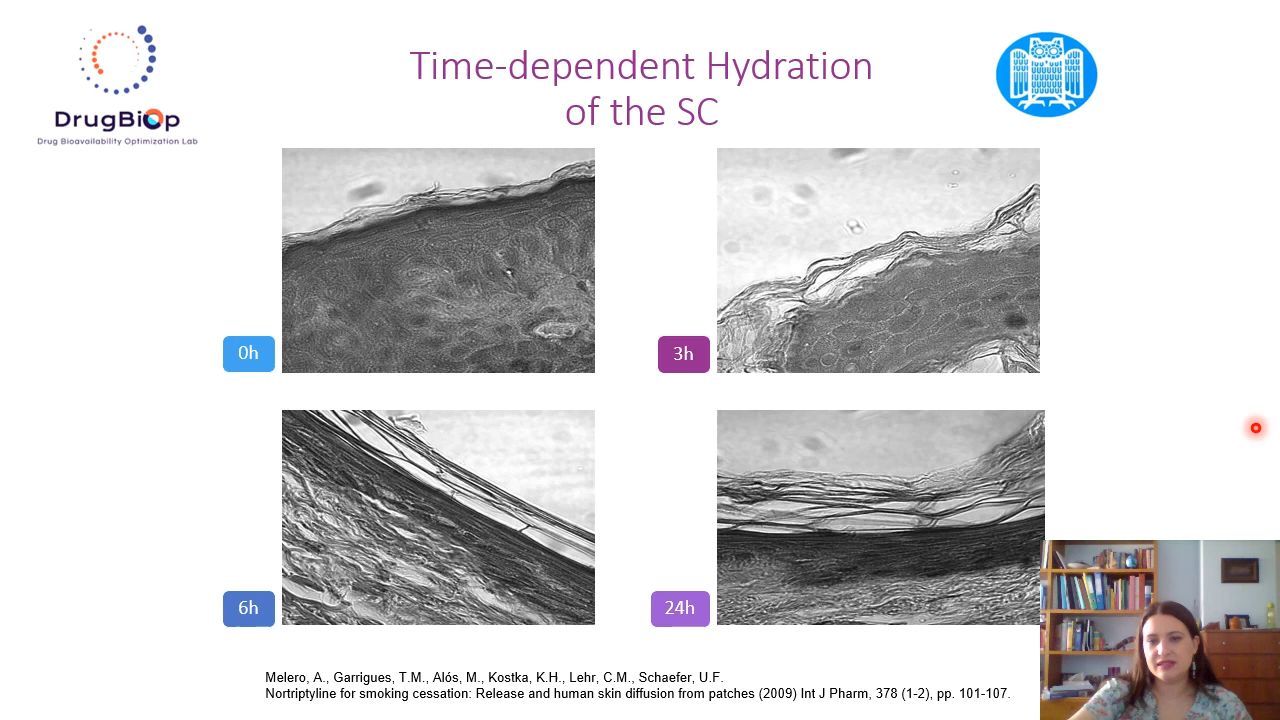 DrugBiOp
Drug Bioavailability Optimization Lab
Time-dependent Hydration
of the SC
0h
3h
6h
24h
Melero, A., Garrigues, T.M., Alós, M., Kostka, K.H., Lehr, C.M., Schaefer, U.F.
Nortriptyline for smoking cessation: Release and human skin diffusion from patches (2009) Int J Pharm, 378 (1-2), pp. 101-107.